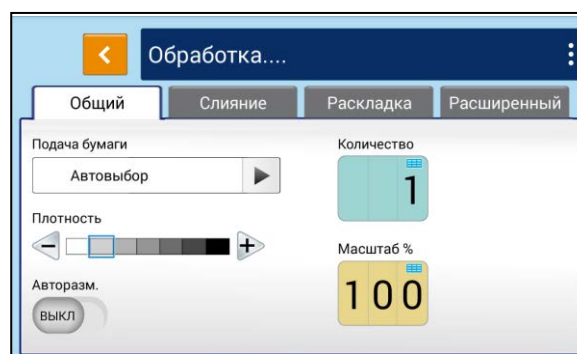 Обработка....
Общий
Слияние
Раскладка
Расширенный
Подача бумаги
Автовыбор
Количество
1
Плотность
Масштаб %
100
Авторазм.
ВЫКЛ